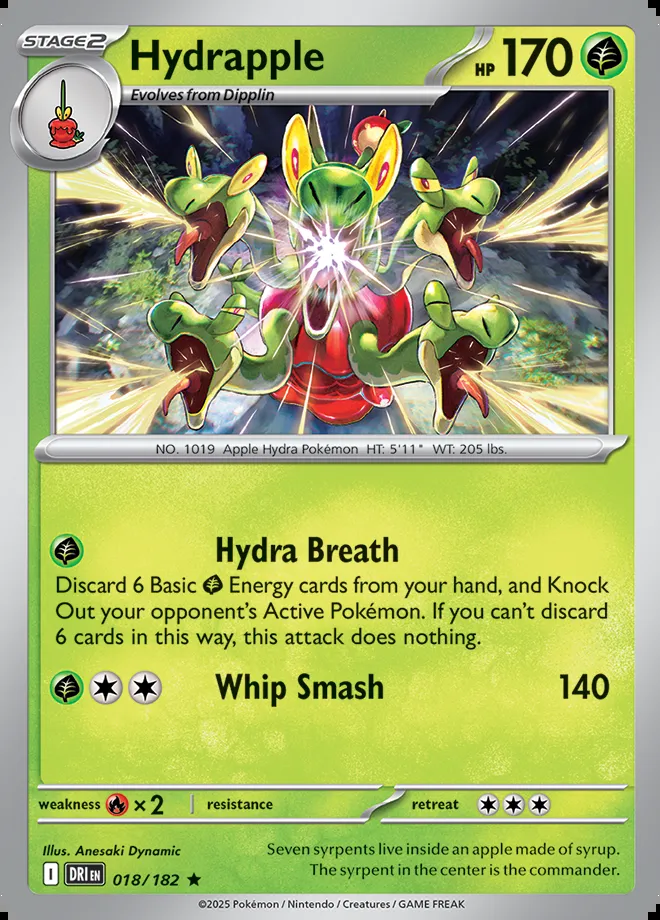 STAGE2
Hydrapple
HP 170
Evolves from Dipplin
NO. 1019 Apple Hydra Pokémon HT: 5'11" WT: 205 lbs.
Hydra Breath
Discard 6 Basic Energy cards from your hand, and Knock
Out your opponent's Active Pokémon. If you can't discard
6 cards in this way, this attack does nothing.
Whip Smash 140
weakness ×2 resistance retreat
Illus. Anesaki Dynamic
Seven syrpents live inside an apple made of syrup.
The syrpent in the center is the commander.
I DRI EN 018/182 ★
©2025 Pokémon / Nintendo / Creatures / GAME FREAK